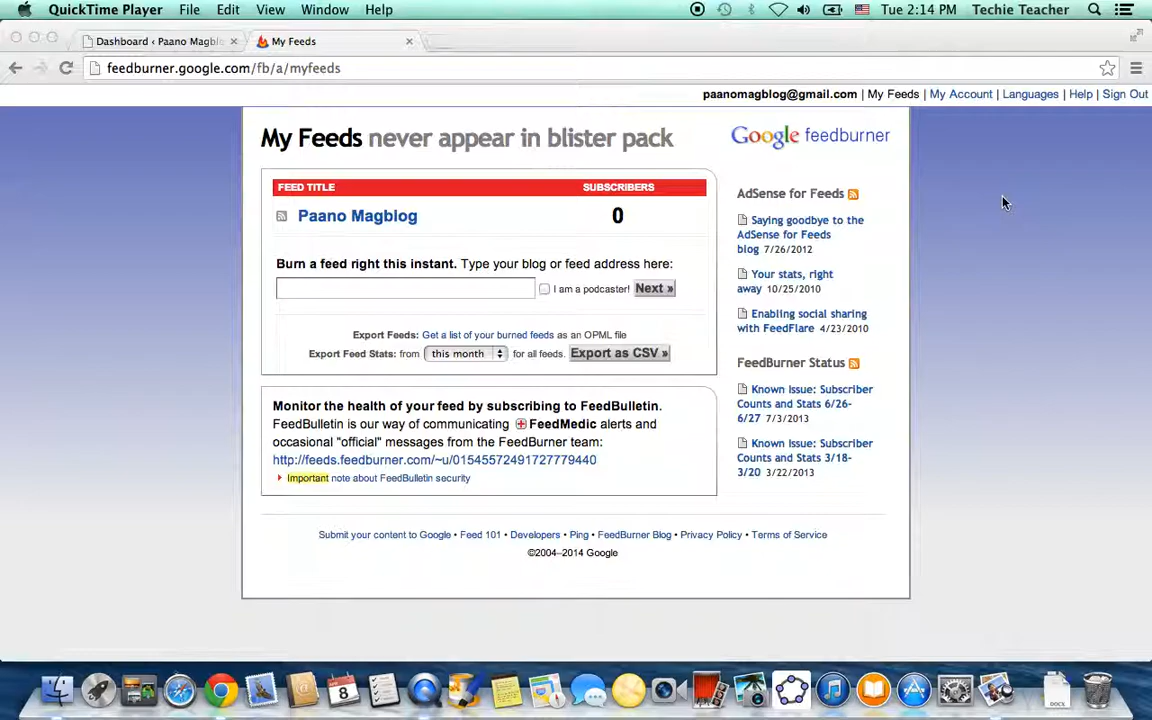 QuickTime Player File Edit View Window Help Tue 2:14 PM Techie Teacher
Dashboard ‹ Paano Magbl
My Feeds
feedburner.google.com/fb/a/myfeeds
paanomagblog@gmail.com | My Feeds | My Account | Languages | Help | Sign Out
My Feeds never appear in blister pack
Google feedburner
FEED TITLE SUBSCRIBERS
Paano Magblog 0
Burn a feed right this instant. Type your blog or feed address here:
I am a podcaster! Next »
Export Feeds: Get a list of your burned feeds as an OPML file
Export Feed Stats: from this month for all feeds. Export as CSV »
Monitor the health of your feed by subscribing to FeedBulletin.
FeedBulletin is our way of communicating FeedMedic alerts and
occasional "official" messages from the FeedBurner team:
http://feeds.feedburner.com/~u/01545572491727779440
Important note about FeedBulletin security
AdSense for Feeds
Saying goodbye to the
AdSense for Feeds
blog 7/26/2012
Your stats, right
away 10/25/2010
Enabling social sharing
with FeedFlare 4/23/2010
FeedBurner Status
Known Issue: Subscriber
Counts and Stats 6/26-
6/27 7/3/2013
Known Issue: Subscriber
Counts and Stats 3/18-
3/20 3/22/2013
Submit your content to Google • Feed 101 • Developers • Ping • FeedBurner Blog • Privacy Policy • Terms of Service
©2004–2014 Google
8
DOCX